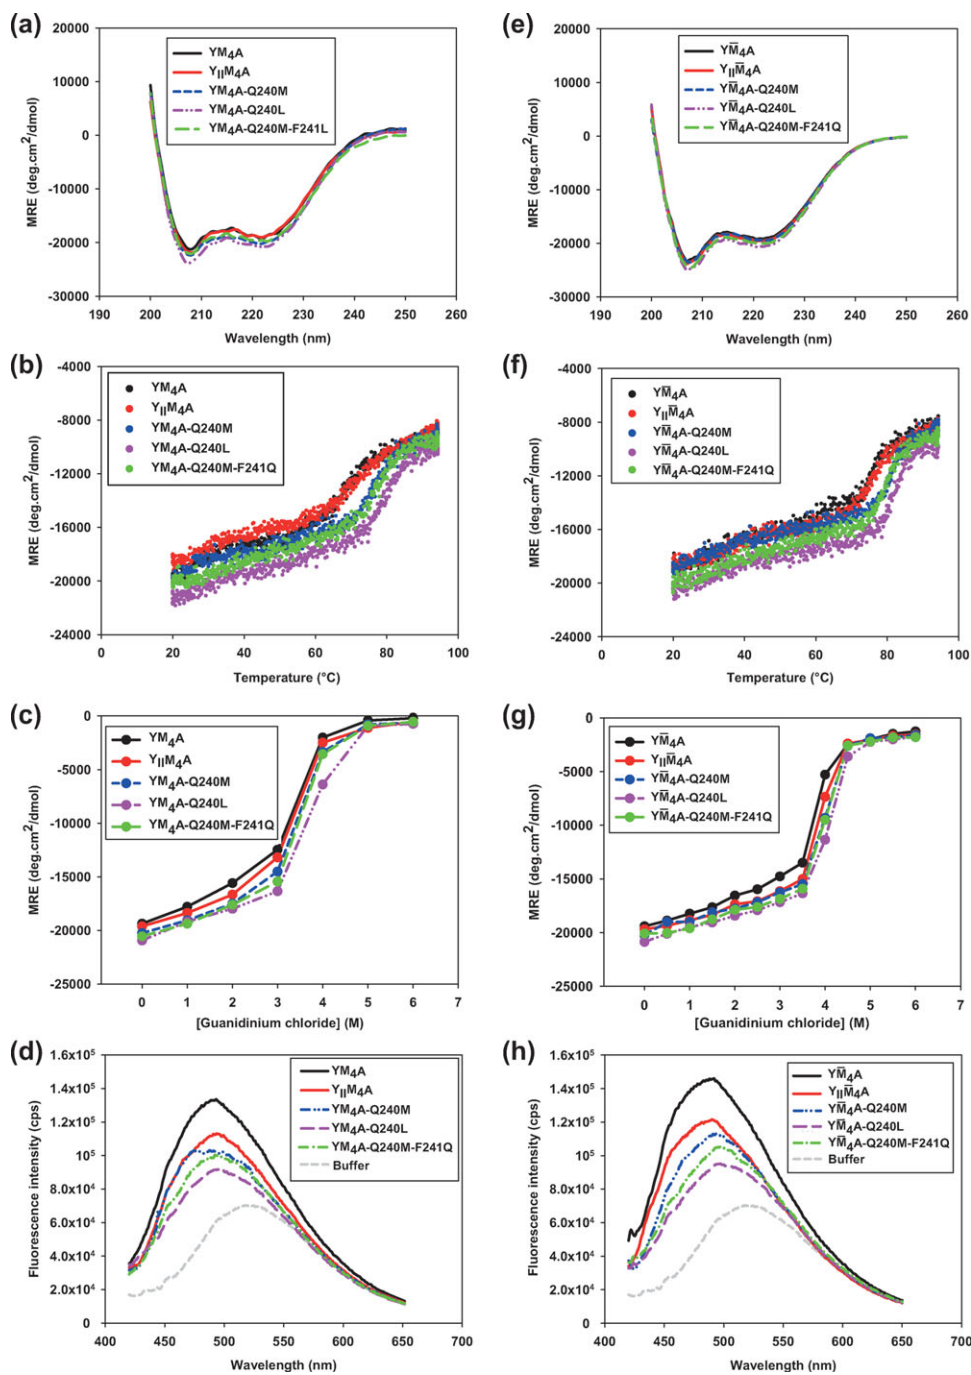 (a)
20000
10000
0
-10000
-20000
-30000
MRE (deg.cm²/dmol)
YM₄A
Y_IIM₄A
YM₄A-Q240M
YM₄A-Q240L
YM₄A-Q240M-F241L
190 200 210 220 230 240 250 260
Wavelength (nm)
(e)
20000
10000
0
-10000
-20000
-30000
MRE (deg.cm²/dmol)
YM̅₄A
Y_IIM̅₄A
YM̅₄A-Q240M
YM̅₄A-Q240L
YM̅₄A-Q240M-F241Q
190 200 210 220 230 240 250 260
Wavelength (nm)
(b)
-4000
-8000
-12000
-16000
-20000
-24000
MRE (deg.cm²/dmol)
YM₄A
Y_IIM₄A
YM₄A-Q240M
YM₄A-Q240L
YM₄A-Q240M-F241Q
0 20 40 60 80 100
Temperature (°C)
(f)
-4000
-8000
-12000
-16000
-20000
-24000
MRE (deg.cm²/dmol)
YM̅₄A
Y_IIM̅₄A
YM̅₄A-Q240M
YM̅₄A-Q240L
YM̅₄A-Q240M-F241Q
0 20 40 60 80 100
Temperature (°C)
(c)
0
-5000
-10000
-15000
-20000
-25000
MRE (deg.cm²/dmol)
YM₄A
Y_IIM₄A
YM₄A-Q240M
YM₄A-Q240L
YM₄A-Q240M-F241Q
0 1 2 3 4 5 6 7
[Guanidinium chloride] (M)
(g)
0
-5000
-10000
-15000
-20000
-25000
MRE (deg.cm²/dmol)
YM̅₄A
Y_IIM̅₄A
YM̅₄A-Q240M
YM̅₄A-Q240L
YM̅₄A-Q240M-F241Q
0 1 2 3 4 5 6 7
[Guanidinium chloride] (M)
(d)
1.6x10⁵
1.4x10⁵
1.2x10⁵
10⁵
8.0x10⁴
6.0x10⁴
4.0x10⁴
2.0x10⁴
0
Fluorescence intensity (cps)
YM₄A
Y_IIM₄A
YM₄A-Q240M
YM₄A-Q240L
YM₄A-Q240M-F241Q
Buffer
400 450 500 550 600 650 700
Wavelength (nm)
(h)
1.6x10⁵
1.4x10⁵
1.2x10⁵
10⁵
8.0x10⁴
6.0x10⁴
4.0x10⁴
2.0x10⁴
0
Fluorescence intensity (cps)
YM̅₄A
Y_IIM̅₄A
YM̅₄A-Q240M
YM̅₄A-Q240L
YM̅₄A-Q240M-F241Q
Buffer
400 450 500 550 600 650 700
Wavelength (nm)